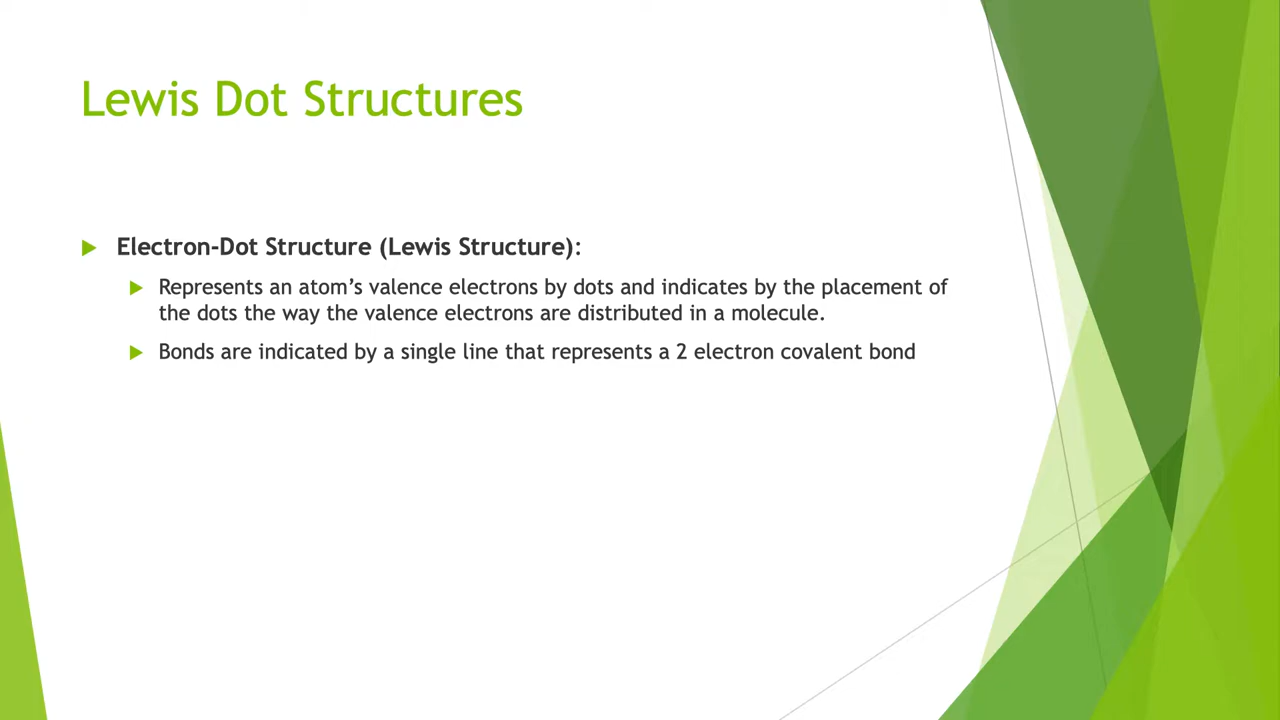 Lewis Dot Structures
Electron-Dot Structure (Lewis Structure):
Represents an atom’s valence electrons by dots and indicates by the placement of
the dots the way the valence electrons are distributed in a molecule.
Bonds are indicated by a single line that represents a 2 electron covalent bond